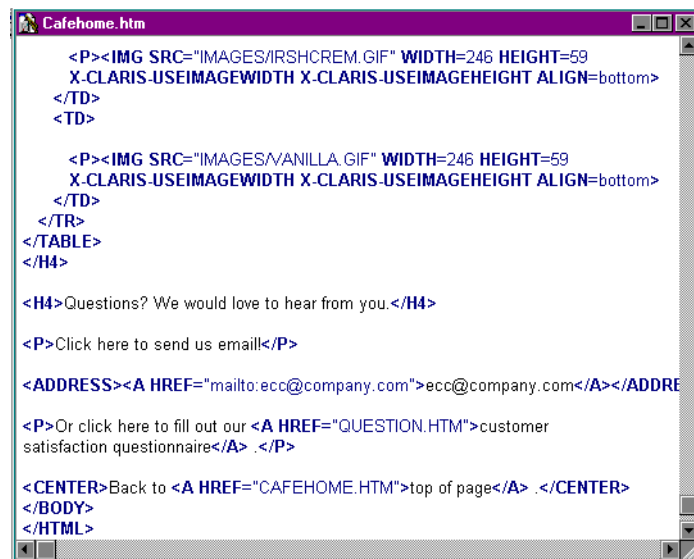 Cafehome.htm
<P><IMG SRC="IMAGES/IRSHCREM.GIF" WIDTH=246 HEIGHT=59
X-CLARIS-USEIMAGEWIDTH X-CLARIS-USEIMAGEHEIGHT ALIGN=bottom>
</TD>
<TD>
<P><IMG SRC="IMAGES/VANILLA.GIF" WIDTH=246 HEIGHT=59
X-CLARIS-USEIMAGEWIDTH X-CLARIS-USEIMAGEHEIGHT ALIGN=bottom>
</TD>
</TR>
</TABLE>
</H4>
<H4>Questions? We would love to hear from you.</H4>
<P>Click here to send us email!</P>
<ADDRESS><A HREF="mailto:ecc@company.com">ecc@company.com</A></ADDRE
<P>Or click here to fill out our <A HREF="QUESTION.HTM">customer
satisfaction questionnaire</A> .</P>
<CENTER>Back to <A HREF="CAFEHOME.HTM">top of page</A> .</CENTER>
</BODY>
</HTML>